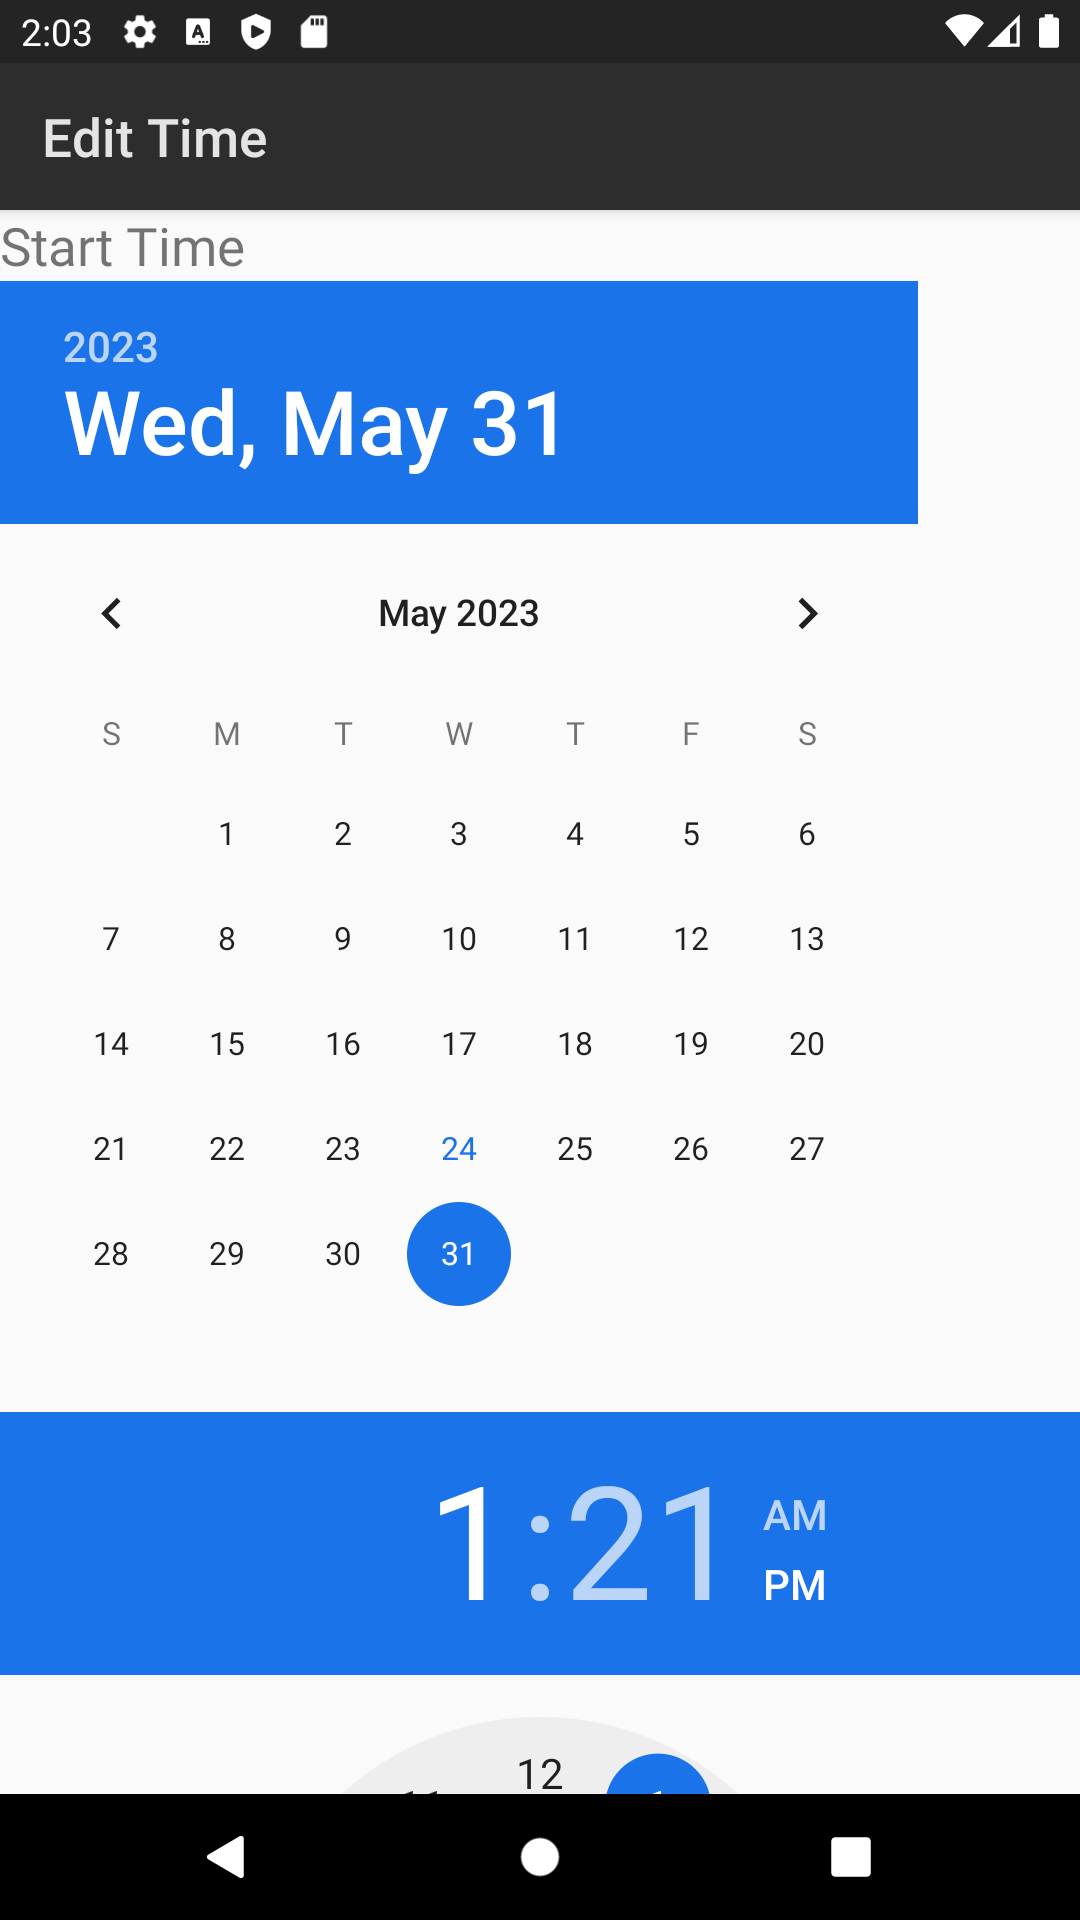 2:03
Edit Time
Start Time
2023
Wed, May 31
May 2023
S M T W T F S
1 2 3 4 5 6
7 8 9 10 11 12 13
14 15 16 17 18 19 20
21 22 23 24 25 26 27
28 29 30 31
1:21
AM
PM
12